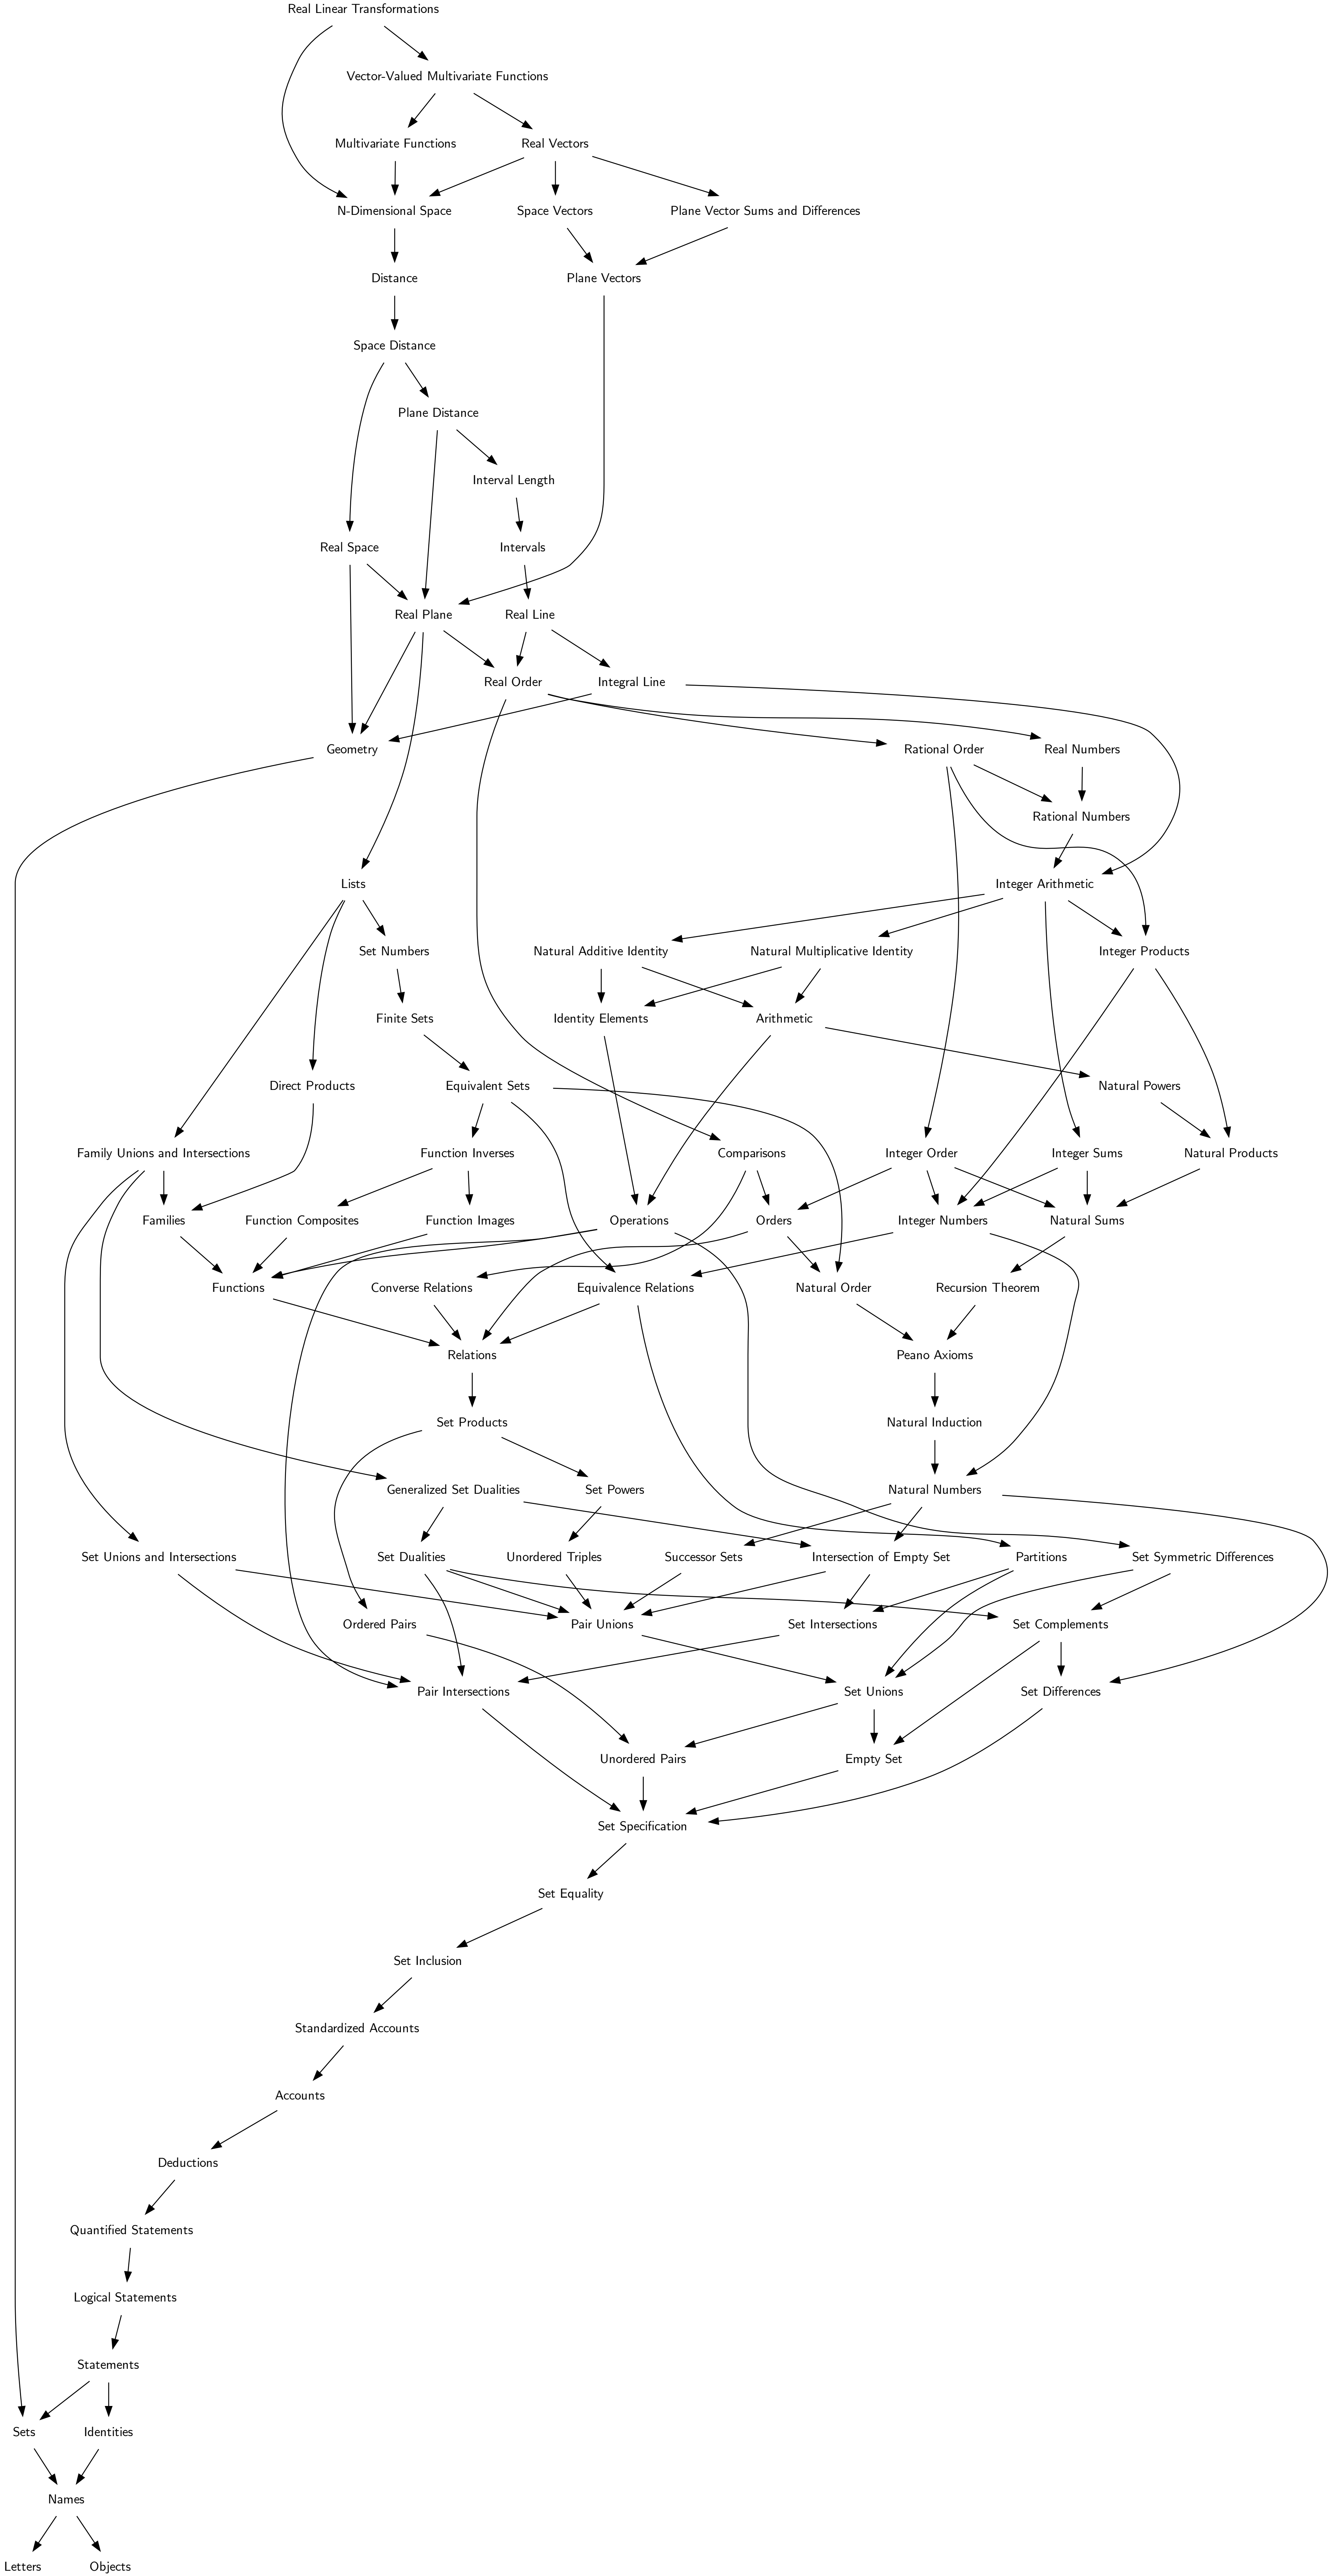 Real Linear Transformations
Vector-Valued Multivariate Functions
Multivariate Functions
Real Vectors
N-Dimensional Space
Space Vectors
Plane Vector Sums and Differences
Distance
Plane Vectors
Space Distance
Plane Distance
Interval Length
Real Space
Intervals
Real Plane
Real Line
Real Order
Integral Line
Geometry
Rational Order
Real Numbers
Rational Numbers
Lists
Integer Arithmetic
Set Numbers
Natural Additive Identity
Natural Multiplicative Identity
Integer Products
Finite Sets
Identity Elements
Arithmetic
Direct Products
Equivalent Sets
Natural Powers
Family Unions and Intersections
Function Inverses
Comparisons
Integer Order
Integer Sums
Natural Products
Families
Function Composites
Function Images
Operations
Orders
Integer Numbers
Natural Sums
Functions
Converse Relations
Equivalence Relations
Natural Order
Recursion Theorem
Relations
Peano Axioms
Set Products
Natural Induction
Generalized Set Dualities
Set Powers
Natural Numbers
Set Unions and Intersections
Set Dualities
Unordered Triples
Successor Sets
Intersection of Empty Set
Partitions
Set Symmetric Differences
Ordered Pairs
Pair Unions
Set Intersections
Set Complements
Pair Intersections
Set Unions
Set Differences
Unordered Pairs
Empty Set
Set Specification
Set Equality
Set Inclusion
Standardized Accounts
Accounts
Deductions
Quantified Statements
Logical Statements
Statements
Sets
Identities
Names
Letters
Objects